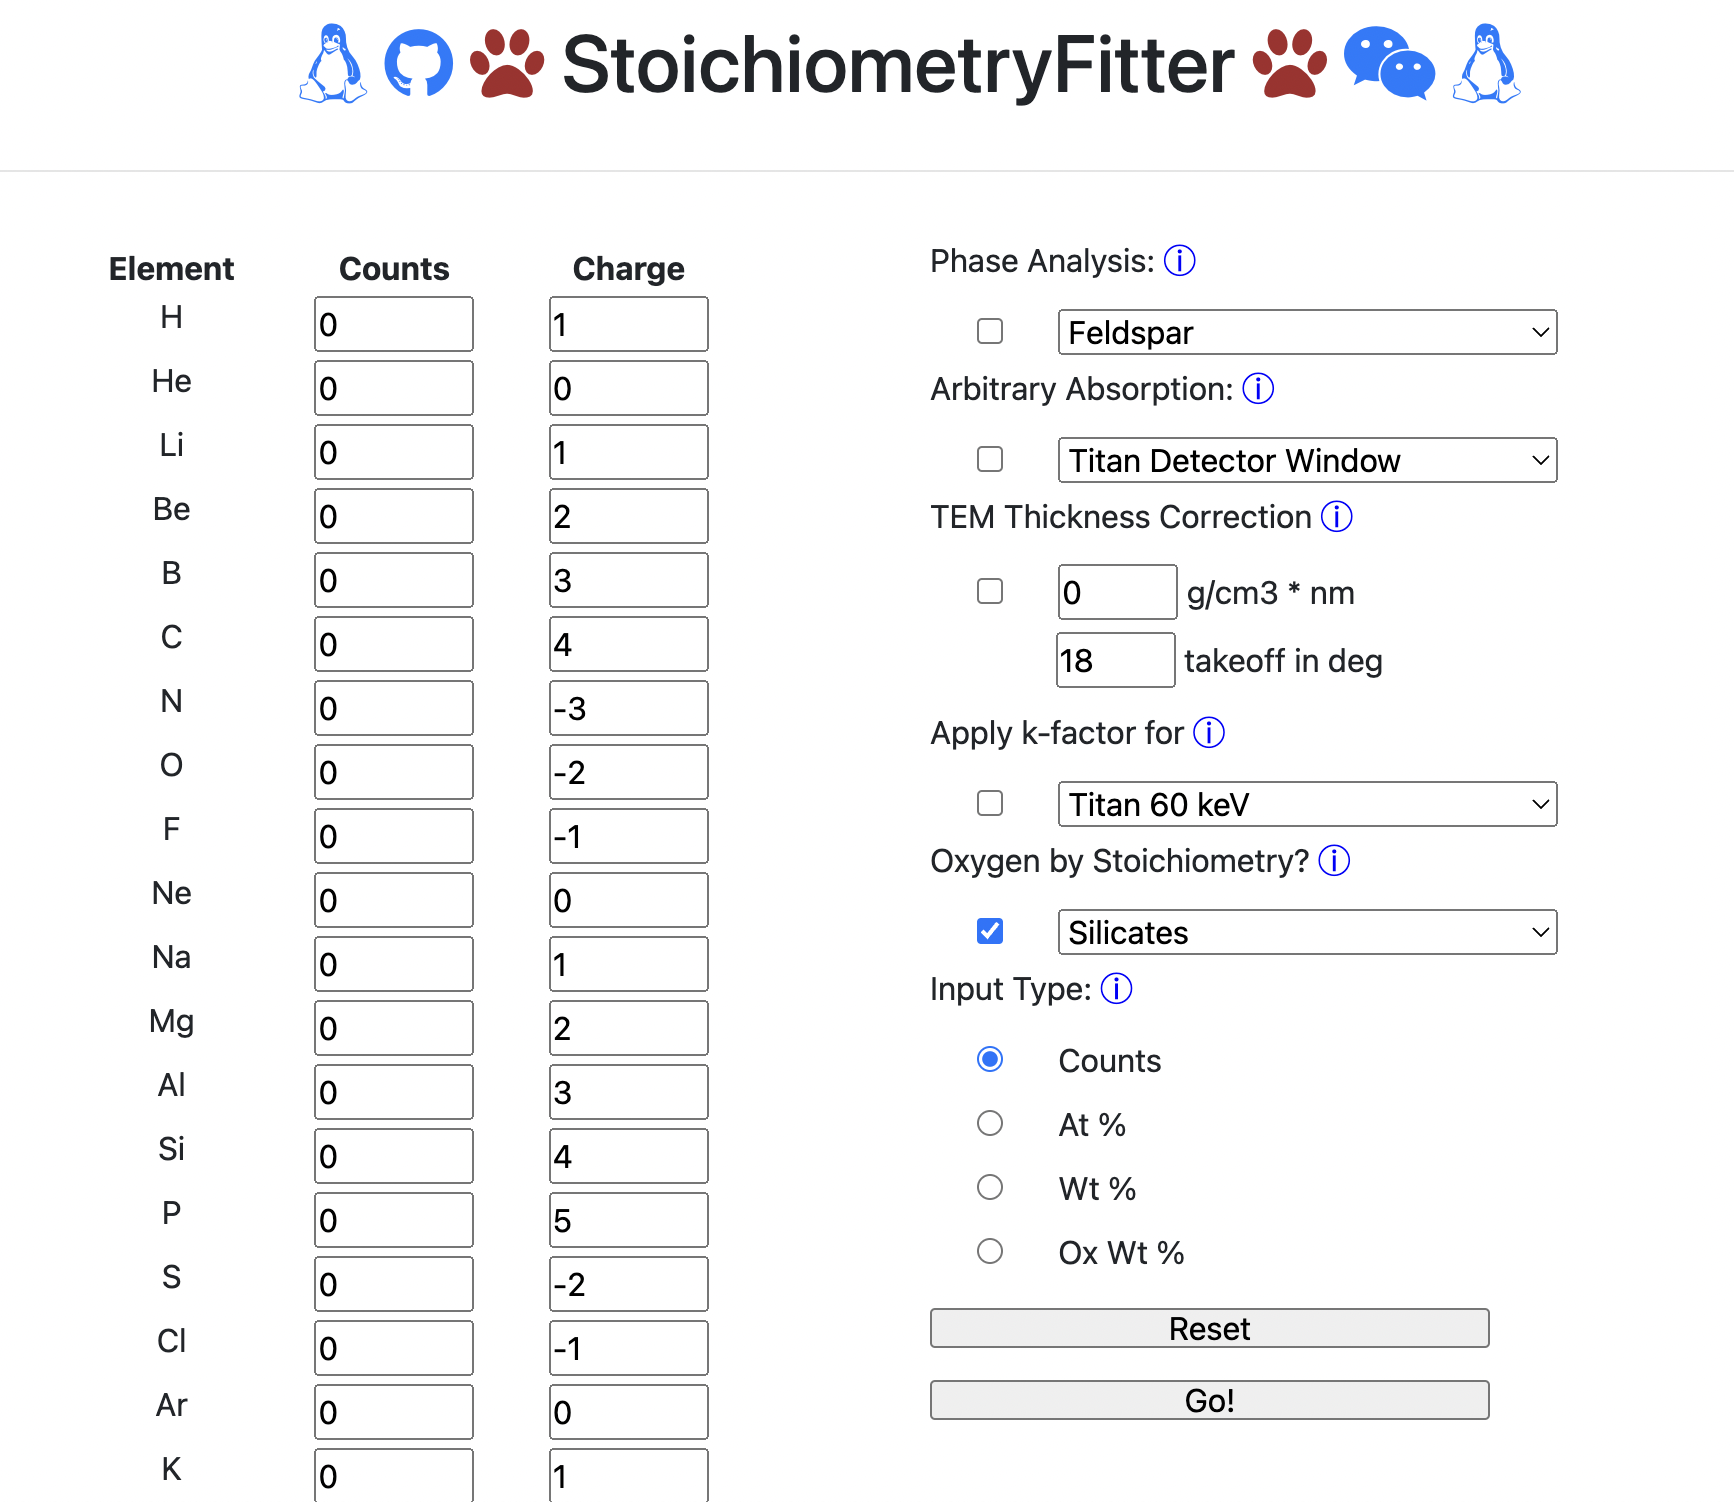 StoichiometryFitter
Element Counts Charge
H 0 1
He 0 0
Li 0 1
Be 0 2
B 0 3
C 0 4
N 0 -3
O 0 -2
F 0 -1
Ne 0 0
Na 0 1
Mg 0 2
Al 0 3
Si 0 4
P 0 5
S 0 -2
Cl 0 -1
Ar 0 0
K 0 1
Phase Analysis:
Feldspar
Arbitrary Absorption:
Titan Detector Window
TEM Thickness Correction
0 g/cm3 * nm
18 takeoff in deg
Apply k-factor for
Titan 60 keV
Oxygen by Stoichiometry?
Silicates
Input Type:
Counts
At %
Wt %
Ox Wt %
Reset
Go!